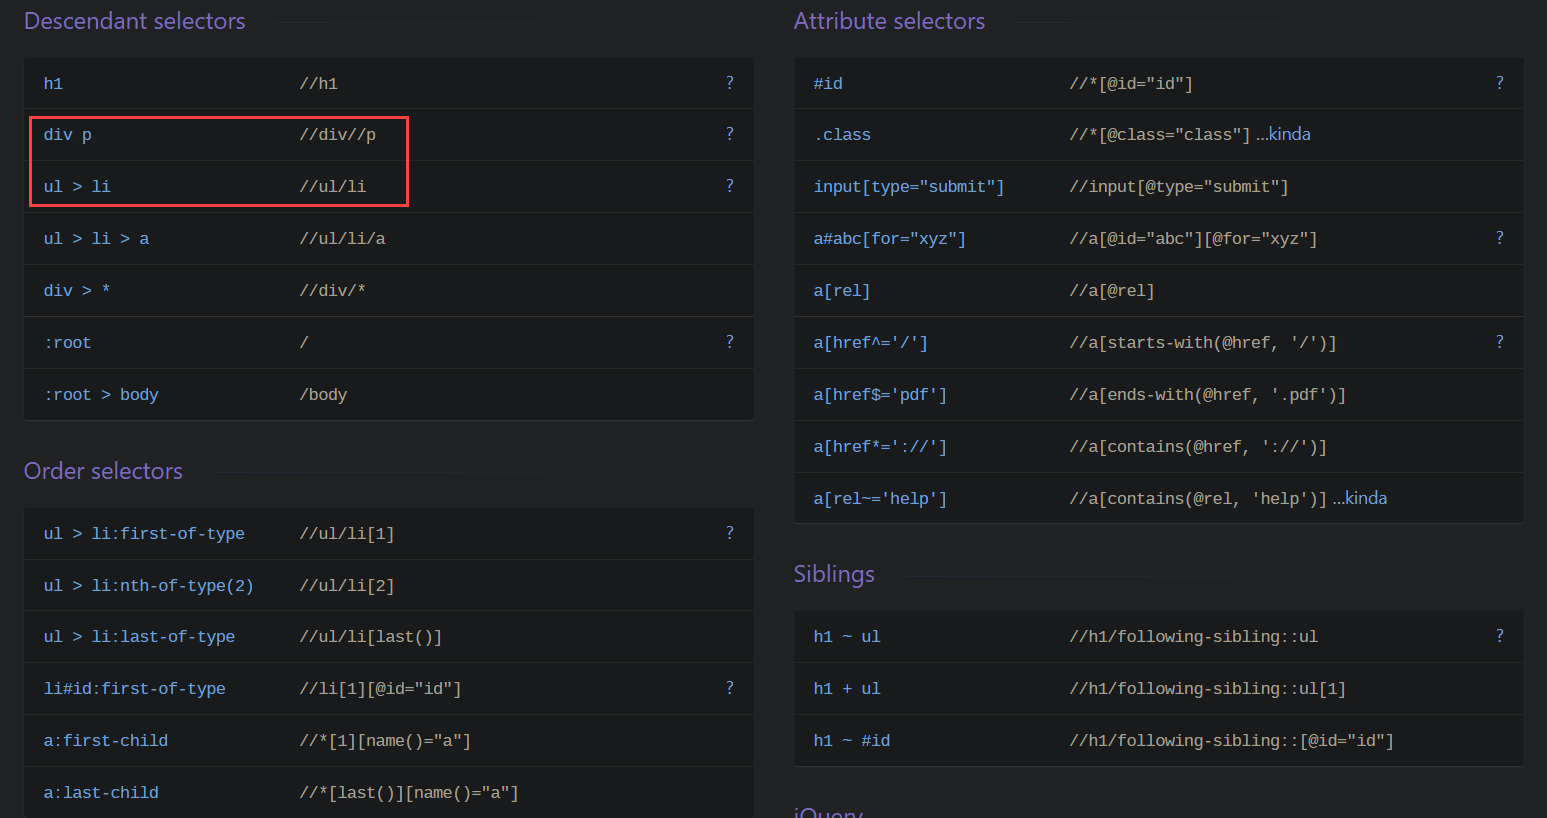 Descendant selectors
h1 //h1 ?
div p //div//p ?
ul > li //ul/li ?
ul > li > a //ul/li/a
div > * //div/*
:root / ?
:root > body /body
Order selectors
ul > li:first-of-type //ul/li[1] ?
ul > li:nth-of-type(2) //ul/li[2]
ul > li:last-of-type //ul/li[last()]
li#id:first-of-type //li[1][@id="id"] ?
a:first-child //*[1][name()="a"]
a:last-child //*[last()][name()="a"]
Attribute selectors
#id //*[@id="id"] ?
.class //*[@class="class"] …kinda
input[type="submit"] //input[@type="submit"]
a#abc[for="xyz"] //a[@id="abc"][@for="xyz"] ?
a[rel] //a[@rel]
a[href^='/'] //a[starts-with(@href, '/')] ?
a[href$='pdf'] //a[ends-with(@href, '.pdf')]
a[href*='://'] //a[contains(@href, '://')]
a[rel~='help'] //a[contains(@rel, 'help')] …kinda
Siblings
h1 ~ ul //h1/following-sibling::ul ?
h1 + ul //h1/following-sibling::ul[1]
h1 ~ #id //h1/following-sibling::[@id="id"]
jQuery